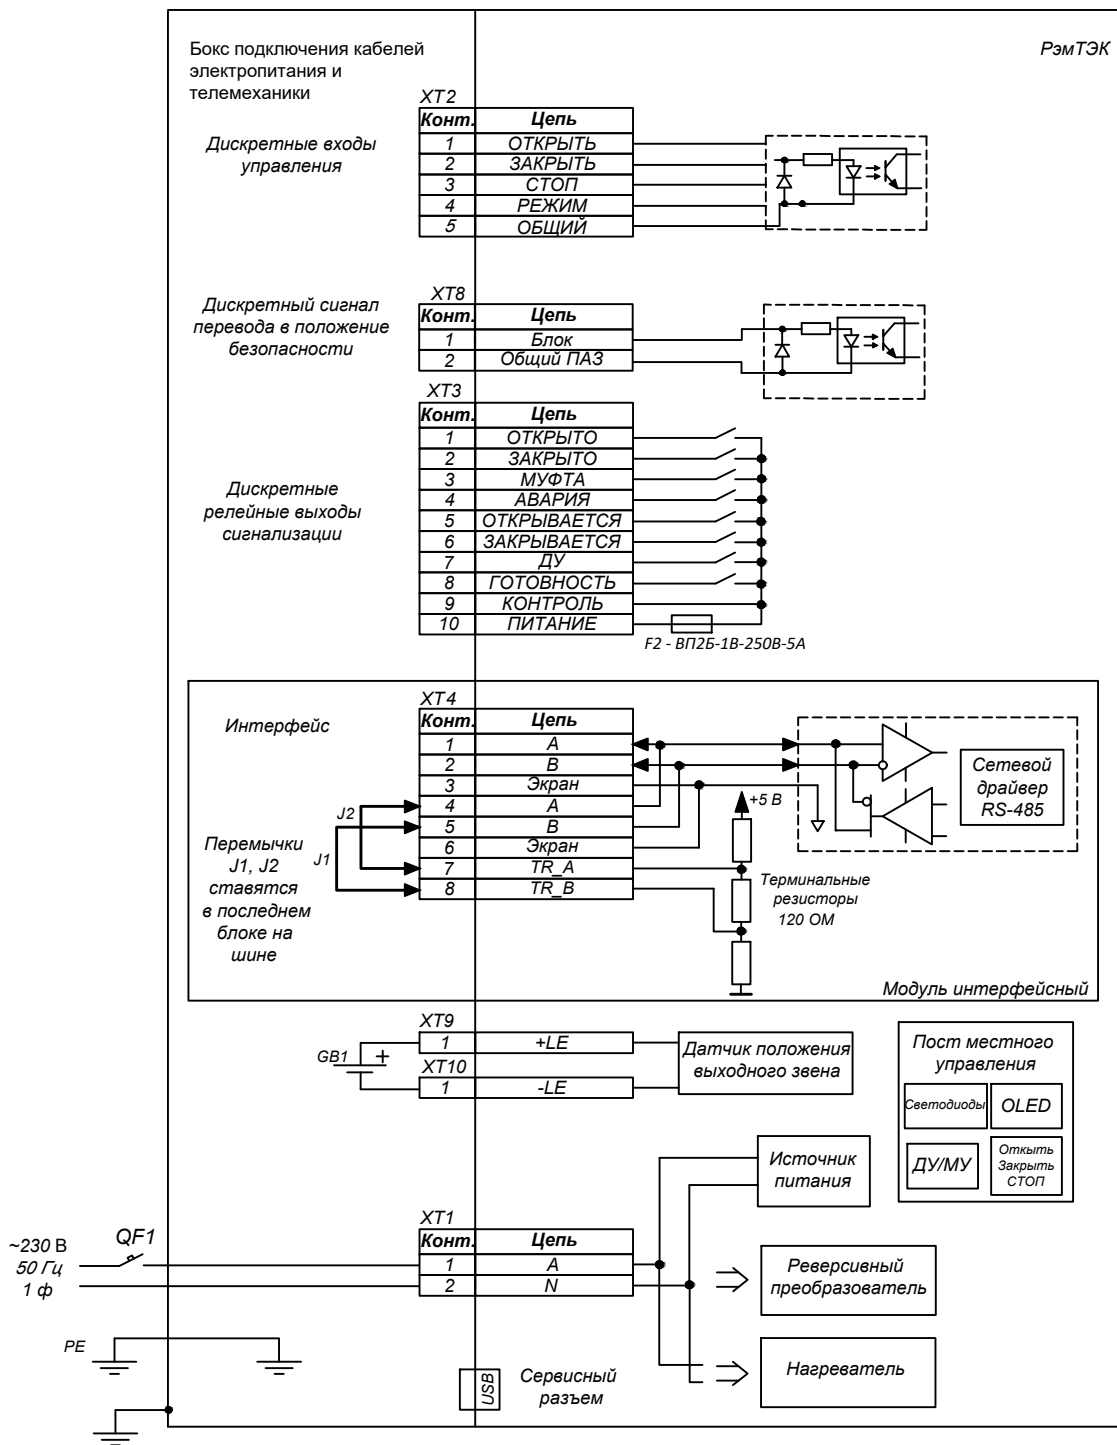 Бокс подключения кабелей
электропитания и
телемеханики
РэмТЭК
Дискретные входы
управления
XT2
Конт. Цепь
1 ОТКРЫТЬ
2 ЗАКРЫТЬ
3 СТОП
4 РЕЖИМ
5 ОБЩИЙ
Дискретный сигнал
перевода в положение
безопасности
XT8
Конт. Цепь
1 Блок
2 Общий ПАЗ
Дискретные
релейные выходы
сигнализации
XT3
Конт. Цепь
1 ОТКРЫТО
2 ЗАКРЫТО
3 МУФТА
4 АВАРИЯ
5 ОТКРЫВАЕТСЯ
6 ЗАКРЫВАЕТСЯ
7 ДУ
8 ГОТОВНОСТЬ
9 КОНТРОЛЬ
10 ПИТАНИЕ
F2 - ВП2Б-1В-250В-5А
Интерфейс
XT4
Конт. Цепь
1 A
2 B
3 Экран
4 A
5 B
6 Экран
7 TR_A
8 TR_B
J2
J1
Перемычки
J1, J2
ставятся
в последнем
блоке на
шине
+5 В
Терминальные
резисторы
120 ОМ
Сетевой
драйвер
RS-485
Модуль интерфейсный
XT9
1 +LE
XT10
1 -LE
GB1
+
Датчик положения
выходного звена
Пост местного
управления
Светодиоды
OLED
ДУ/МУ
Откыть
Закрыть
СТОП
Источник
питания
XT1
Конт. Цепь
1 A
2 N
~230 В
50 Гц
1 ф
QF1
Реверсивный
преобразователь
Нагреватель
PE
USB
Сервисный
разъем